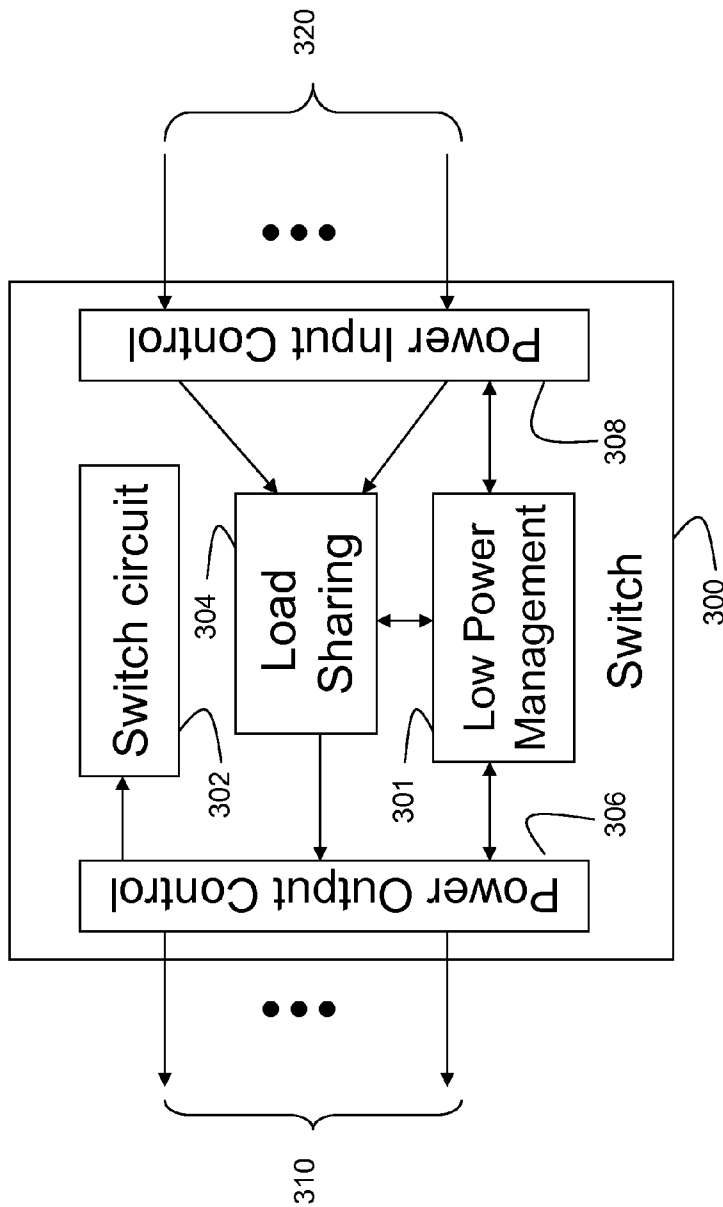 320
Power Input Control
308
Switch circuit
302
304
Load
Sharing
301
Low Power
Management
Switch
300
Power Output Control
306
310